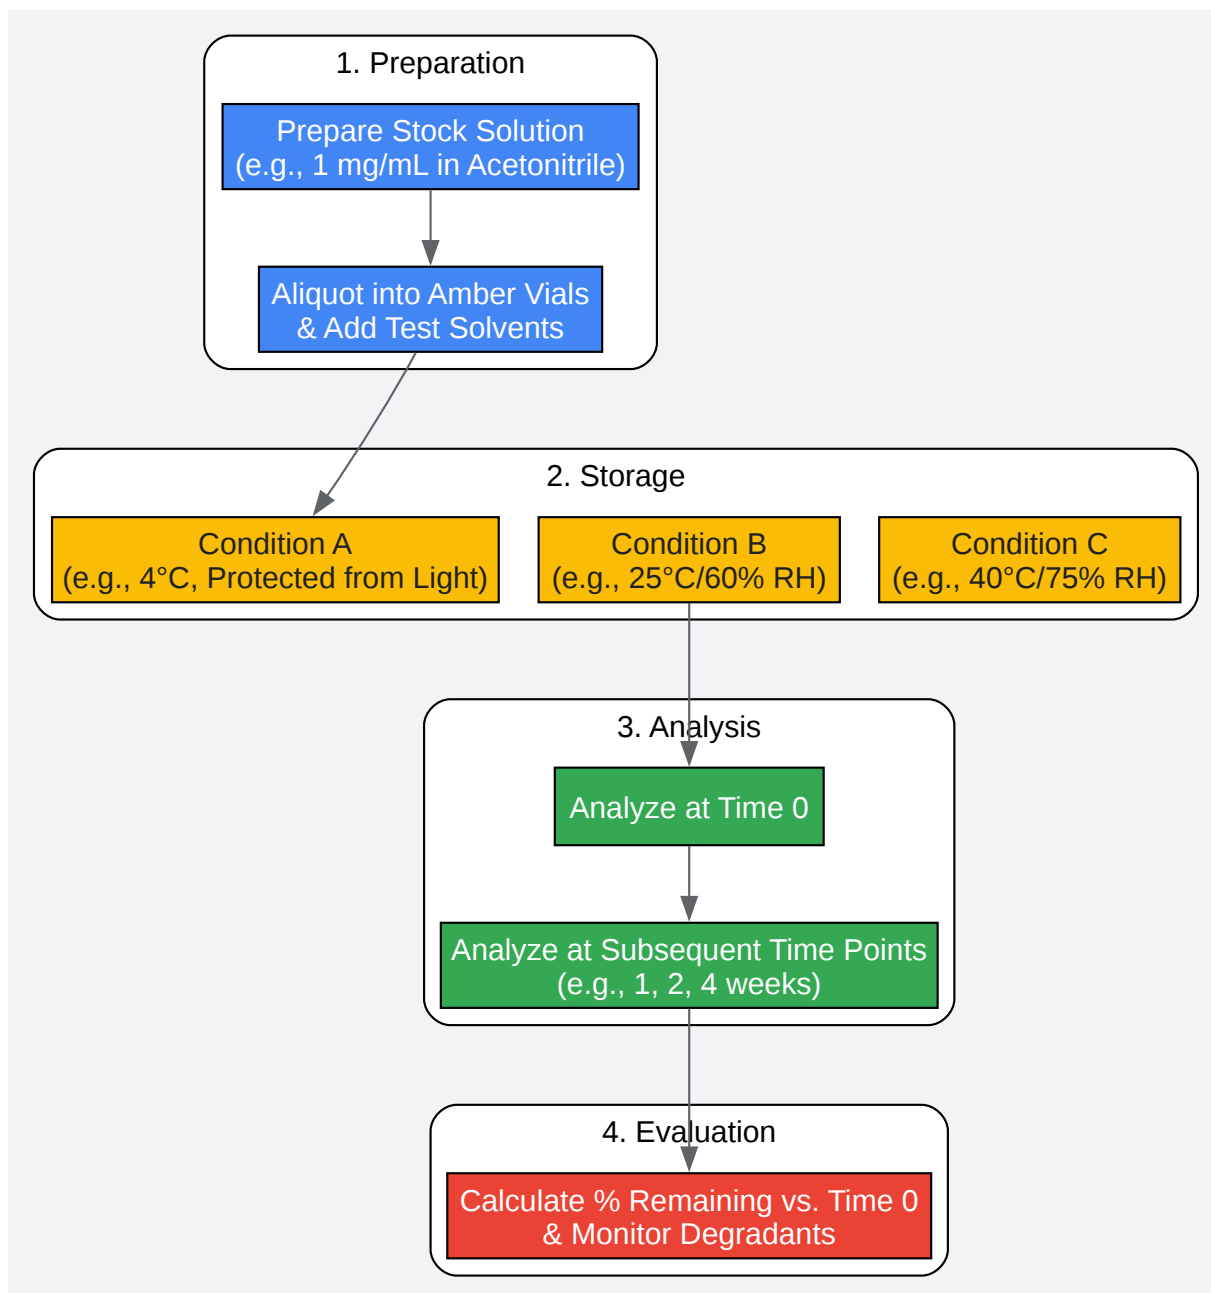 1. Preparation
Prepare Stock Solution
(e.g., 1 mg/mL in Acetonitrile)
Aliquot into Amber Vials
& Add Test Solvents
2. Storage
Condition A
(e.g., 4°C, Protected from Light)
Condition B
(e.g., 25°C/60% RH)
Condition C
(e.g., 40°C/75% RH)
3. Analysis
Analyze at Time 0
Analyze at Subsequent Time Points
(e.g., 1, 2, 4 weeks)
4. Evaluation
Calculate % Remaining vs. Time 0
& Monitor Degradants